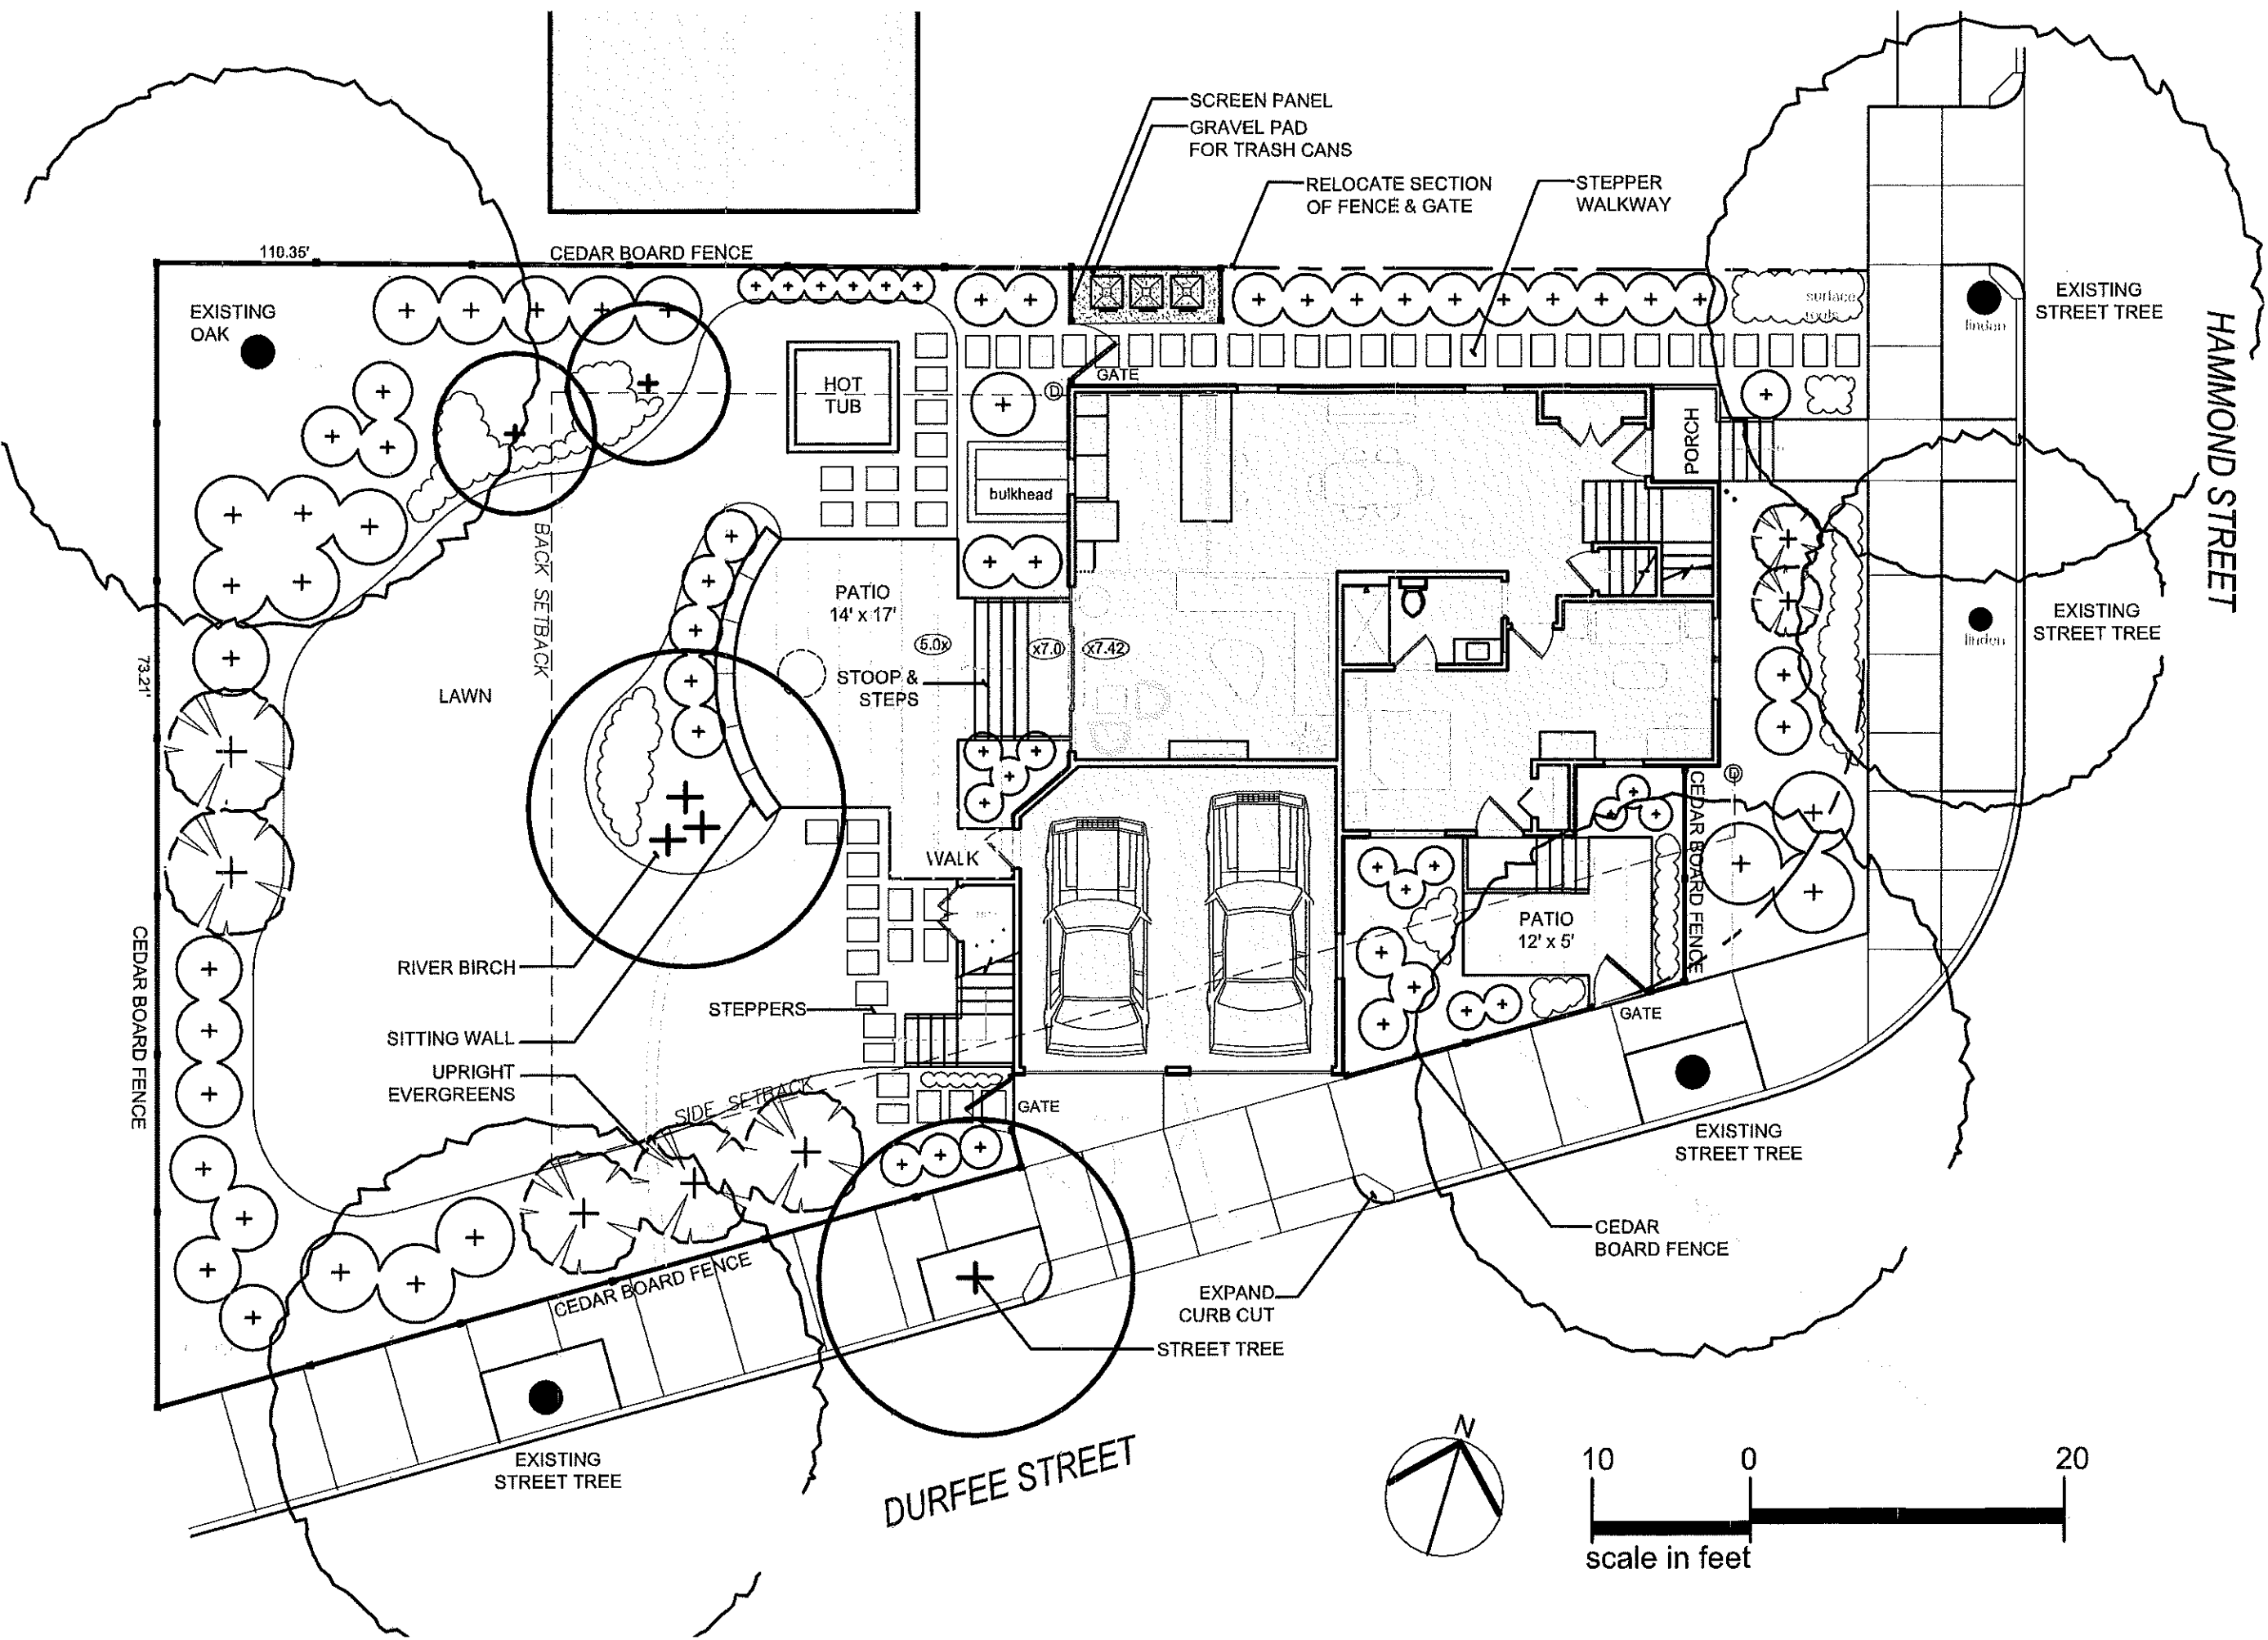 SCREEN PANEL
GRAVEL PAD
FOR TRASH CANS
RELOCATE SECTION
OF FENCE & GATE
STEPPER
WALKWAY
110.35'
CEDAR BOARD FENCE
EXISTING
OAK
surface
roots
linden
EXISTING
STREET TREE
HAMMOND STREET
GATE
D
HOT
TUB
PORCH
bulkhead
BACK SETBACK
PATIO
14' x 17'
5.0x
x7.0
x7.42
linden
EXISTING
STREET TREE
73.21'
LAWN
STOOP &
STEPS
D
CEDAR BOARD FENCE
WALK
PATIO
12' x 5'
CEDAR BOARD FENCE
RIVER BIRCH
STEPPERS
SITTING WALL
GATE
UPRIGHT
EVERGREENS
SIDE SETBACK
GATE
EXISTING
STREET TREE
CEDAR
BOARD FENCE
CEDAR BOARD FENCE
EXPAND
CURB CUT
STREET TREE
EXISTING
STREET TREE
DURFEE STREET
N
10 0 20
scale in feet